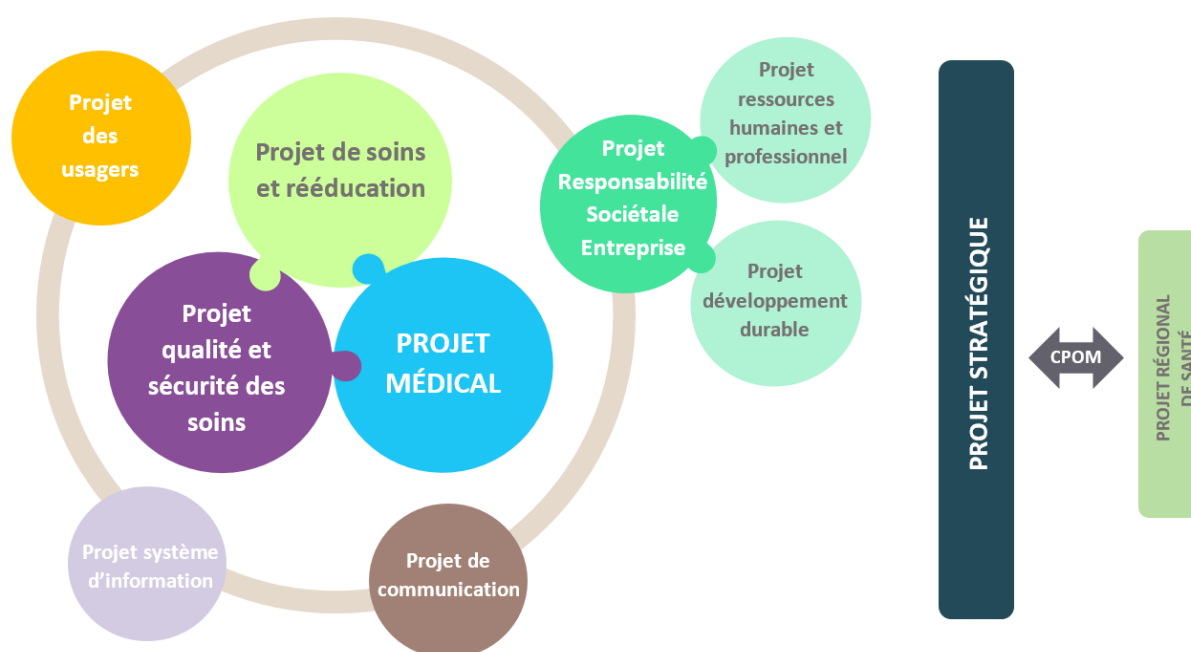 Projet
des
usagers
Projet de soins
et rééducation
Projet
qualité et
sécurité des
soins
PROJET
MÉDICAL
Projet
Responsabilité
Sociétale
Entreprise
Projet
ressources
humaines et
professionnel
Projet
développement
durable
Projet système
d’information
Projet de
communication
PROJET STRATÉGIQUE
CPOM
PROJET RÉGIONAL
DE SANTÉ